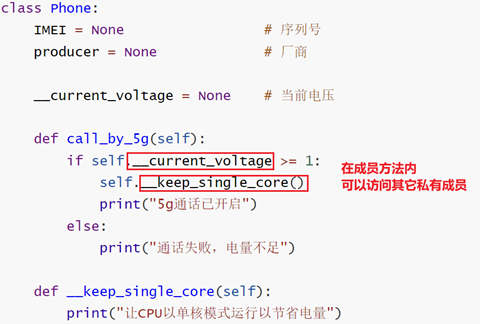 class Phone:
    IMEI = None                # 序列号
    producer = None            # 厂商
    __current_voltage = None   # 当前电压
    def call_by_5g(self):
        if self.__current_voltage >= 1:
            self.__keep_single_core()
            print("5g通话已开启")
        else:
            print("通话失败，电量不足")
在成员方法内
可以访问其它私有成员
    def __keep_single_core(self):
        print("让CPU以单核模式运行以节省电量")